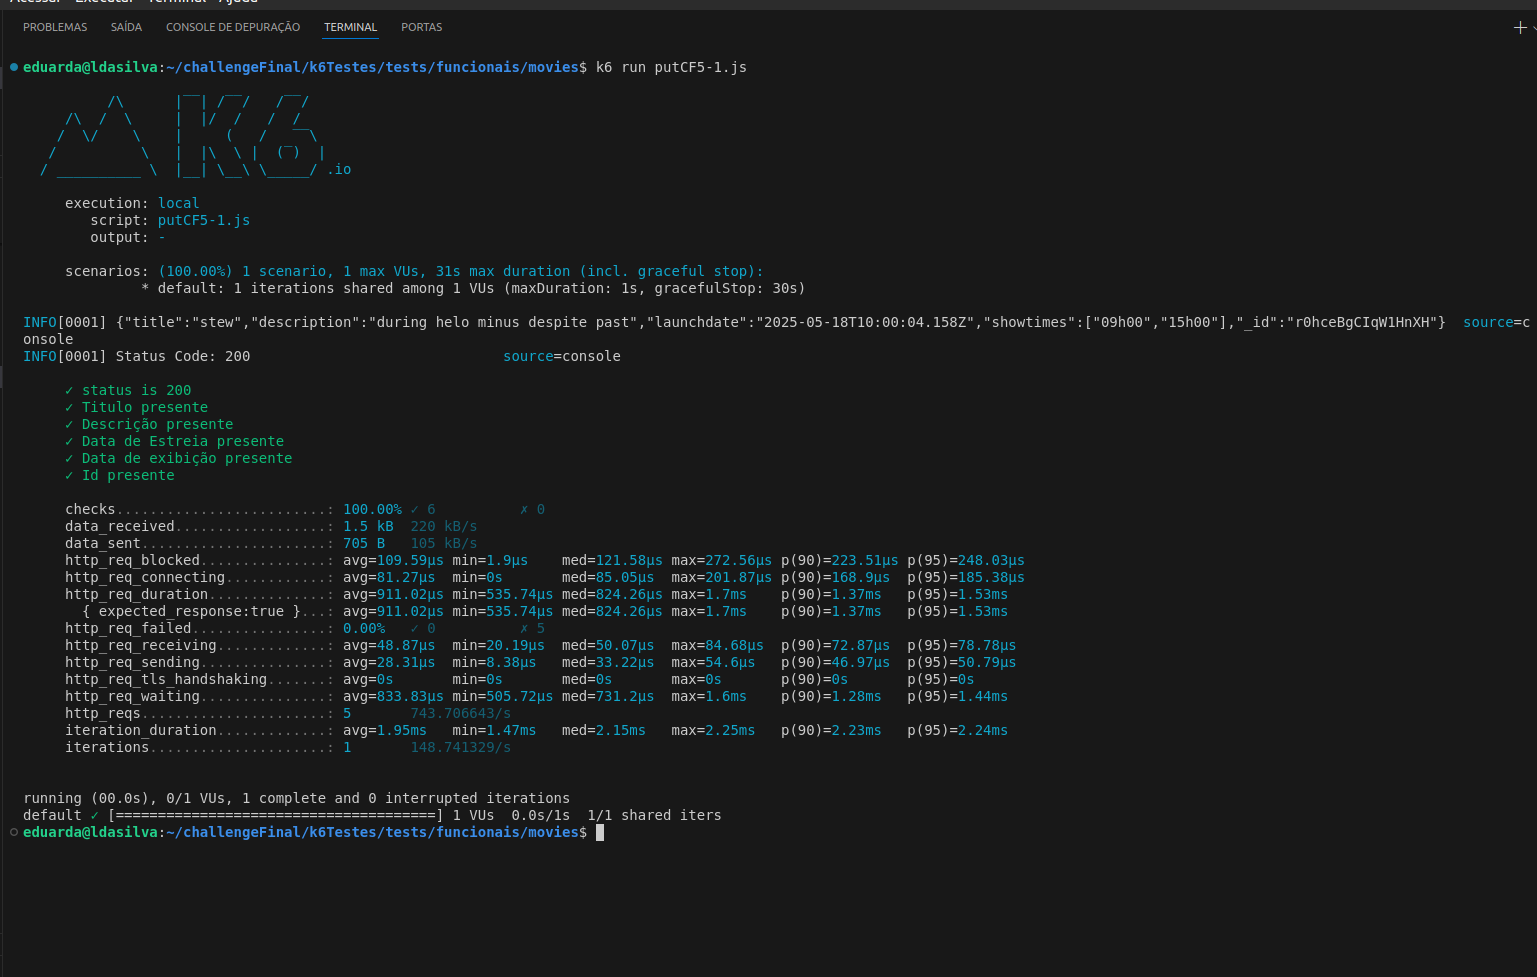 Acessar Executar Terminal Ajuda
PROBLEMAS SAÍDA CONSOLE DE DEPURAÇÃO TERMINAL PORTAS
eduarda@ldasilva:~/challengeFinal/k6Testes/tests/funcionais/movies$ k6 run putCF5-1.js
          /\      |‾‾| /‾‾/   /‾‾/
     /\  /  \     |  |/  /   /  /
    /  \/    \    |     (   /   ‾‾\
   /          \   |  |\  \ |  (‾)  |
  / __________ \  |__| \__\ \_____/ .io
execution: local
script: putCF5-1.js
output: -
scenarios: (100.00%) 1 scenario, 1 max VUs, 31s max duration (incl. graceful stop):
* default: 1 iterations shared among 1 VUs (maxDuration: 1s, gracefulStop: 30s)
INFO[0001] {"title":"stew","description":"during helo minus despite past","launchdate":"2025-05-18T10:00:04.158Z","showtimes":["09h00","15h00"],"_id":"r0hceBgCIqW1HnXH"}  source=c
onsole
INFO[0001] Status Code: 200                              source=console
✓ status is 200
✓ Titulo presente
✓ Descrição presente
✓ Data de Estreia presente
✓ Data de exibição presente
✓ Id presente
checks.........................: 100.00% ✓ 6          ✗ 0
data_received..................: 1.5 kB  220 kB/s
data_sent......................: 705 B   105 kB/s
http_req_blocked...............: avg=109.59µs min=1.9µs    med=121.58µs max=272.56µs p(90)=223.51µs p(95)=248.03µs
http_req_connecting............: avg=81.27µs  min=0s       med=85.05µs  max=201.87µs p(90)=168.9µs  p(95)=185.38µs
http_req_duration..............: avg=911.02µs min=535.74µs med=824.26µs max=1.7ms    p(90)=1.37ms   p(95)=1.53ms
{ expected_response:true }...: avg=911.02µs min=535.74µs med=824.26µs max=1.7ms    p(90)=1.37ms   p(95)=1.53ms
http_req_failed................: 0.00%   ✓ 0          ✗ 5
http_req_receiving.............: avg=48.87µs  min=20.19µs  med=50.07µs  max=84.68µs  p(90)=72.87µs  p(95)=78.78µs
http_req_sending...............: avg=28.31µs  min=8.38µs   med=33.22µs  max=54.6µs   p(90)=46.97µs  p(95)=50.79µs
http_req_tls_handshaking.......: avg=0s       min=0s       med=0s       max=0s       p(90)=0s       p(95)=0s
http_req_waiting...............: avg=833.83µs min=505.72µs med=731.2µs  max=1.6ms    p(90)=1.28ms   p(95)=1.44ms
http_reqs......................: 5       743.706643/s
iteration_duration.............: avg=1.95ms   min=1.47ms   med=2.15ms   max=2.25ms   p(90)=2.23ms   p(95)=2.24ms
iterations.....................: 1       148.741329/s
running (00.0s), 0/1 VUs, 1 complete and 0 interrupted iterations
default ✓ [======================================] 1 VUs  0.0s/1s  1/1 shared iters
eduarda@ldasilva:~/challengeFinal/k6Testes/tests/funcionais/movies$